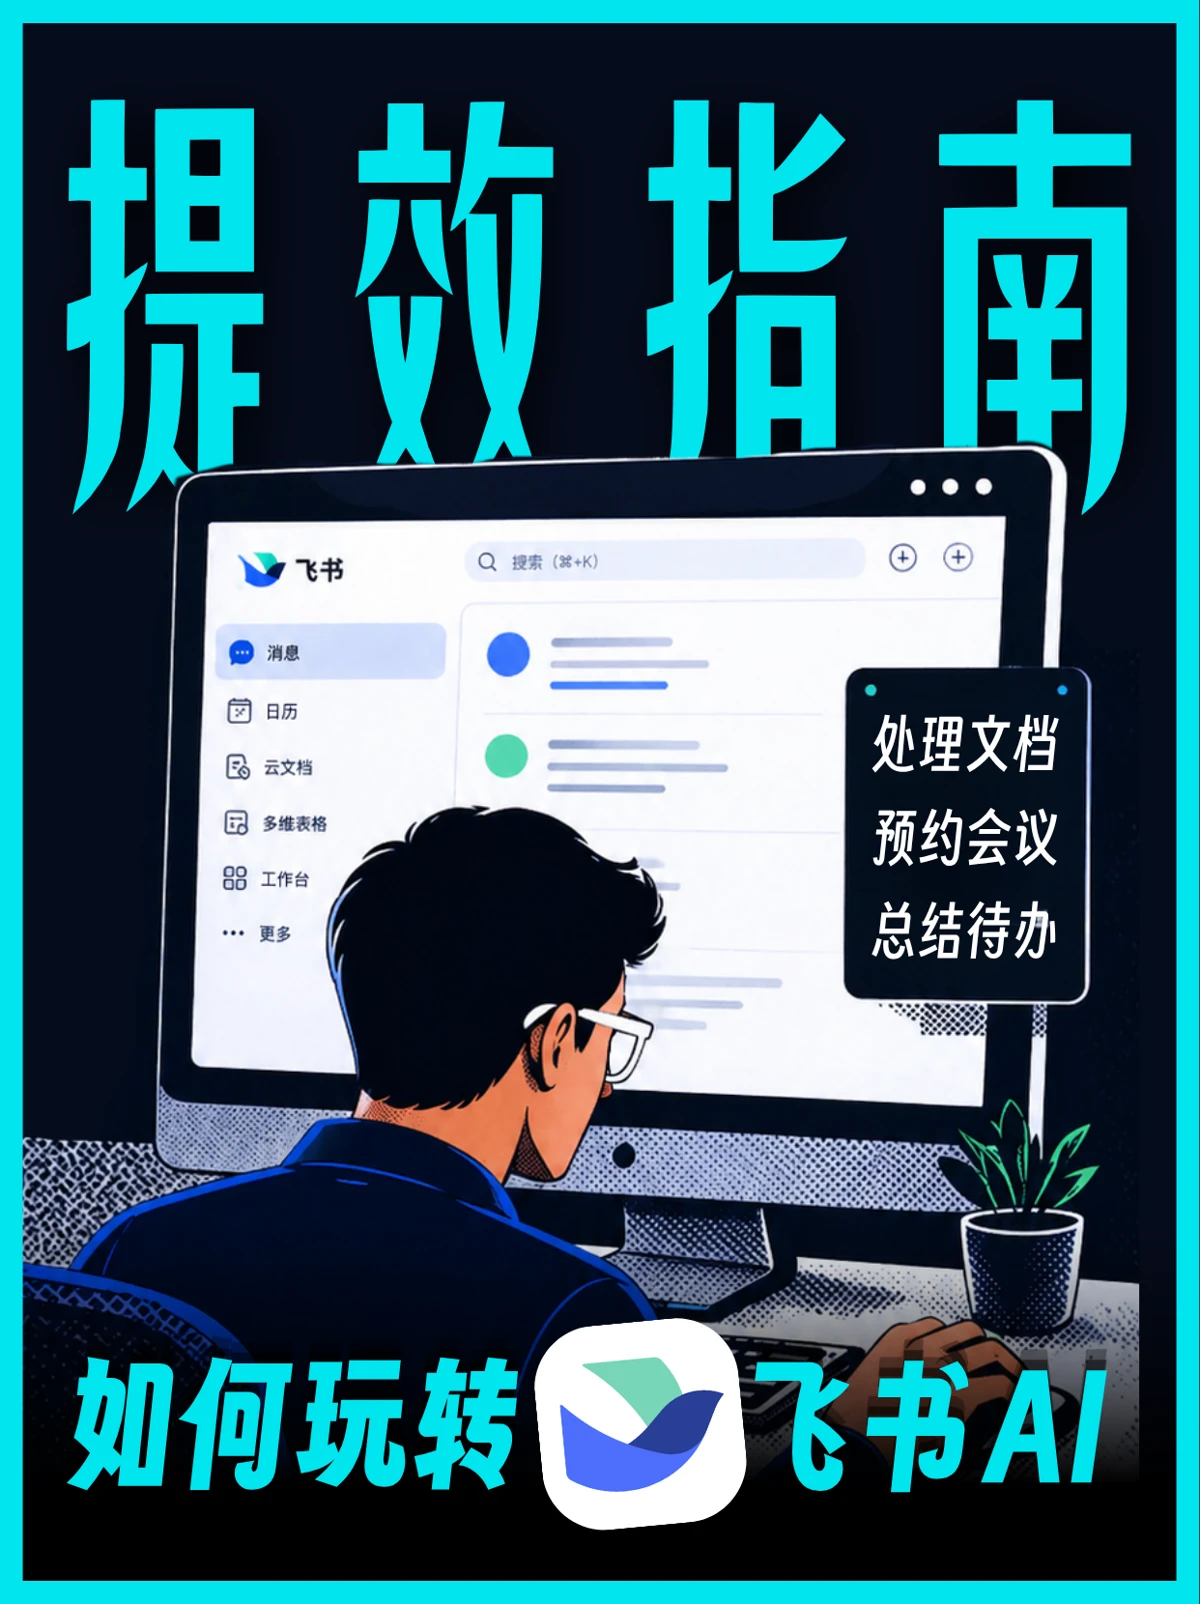 提效指南
飞书
搜索（⌘+K）
消息
日历
云文档
多维表格
工作台
更多
处理文档
预约会议
总结待办
如何玩转 飞书AI